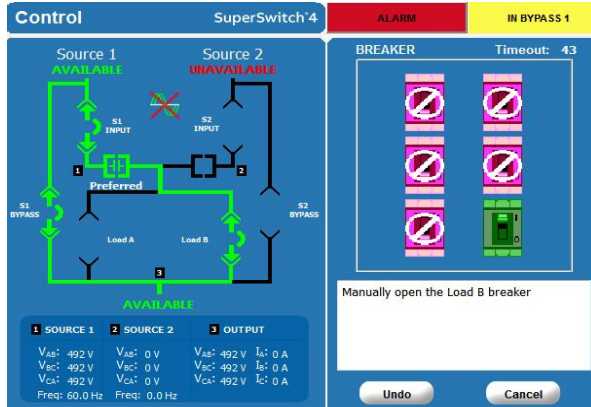 Control
SuperSwitch®4
ALARM
IN BYPASS 1
Source 1
AVAILABLE
Source 2
UNAVAILABLE
S1
INPUT
S2
INPUT
1
2
Preferred
S1
BYPASS
S2
BYPASS
Load A
Load B
3
AVAILABLE
1 SOURCE 1
2 SOURCE 2
3 OUTPUT
VAB: 492 V
VAB: 0 V
VAB: 492 V IA: 0 A
VBC: 492 V
VBC: 0 V
VBC: 492 V IB: 0 A
VCA: 492 V
VCA: 0 V
VCA: 492 V IC: 0 A
Freq: 60.0 Hz
Freq: 0.0 Hz
BREAKER
Timeout: 43
I
O
Manually open the Load B breaker
Undo
Cancel